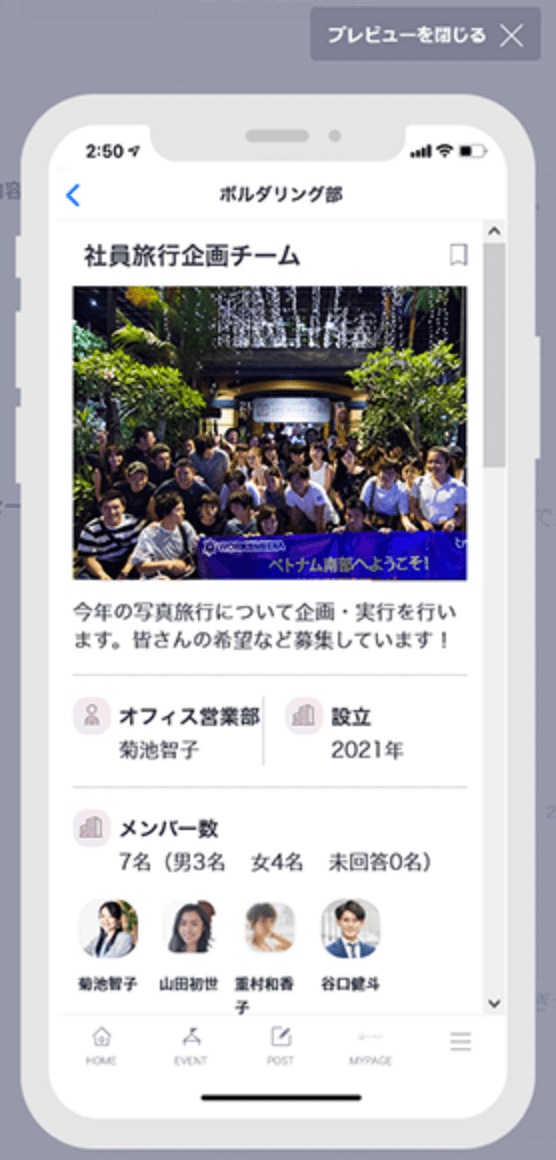 プレビューを閉じる
2:50
ボルダリング部
社員旅行企画チーム
ベトナム南部へようこそ!
今年の写真旅行について企画・実行を行い
ます。皆さんの希望など募集しています!
オフィス営業部
菊池智子
設立
2021年
メンバー数
7名(男3名 女4名 未回答0名)
菊池智子 山田初世 重村和香子 谷口健斗
HOME EVENT POST MYPAGE